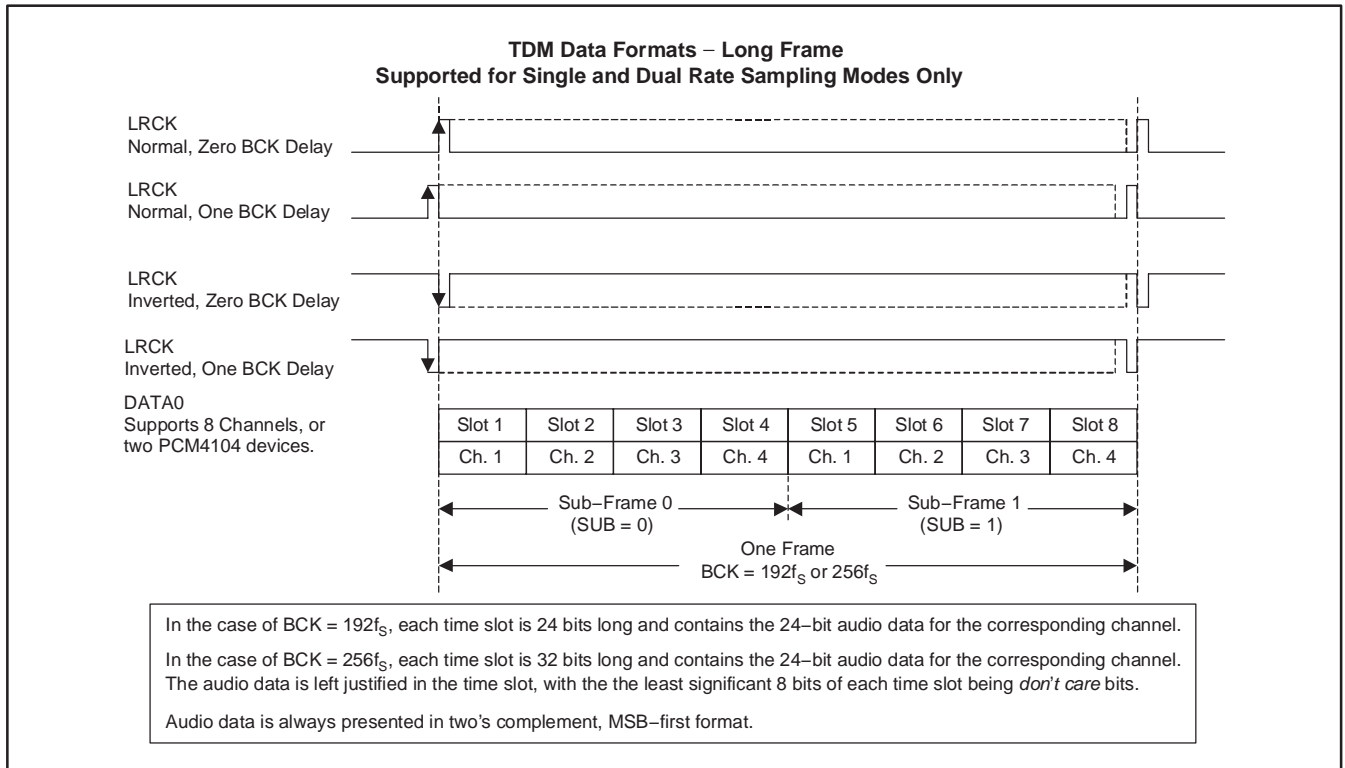 TDM Data Formats − Long Frame
Supported for Single and Dual Rate Sampling Modes Only
LRCK
Normal, Zero BCK Delay
LRCK
Normal, One BCK Delay
LRCK
Inverted, Zero BCK Delay
LRCK
Inverted, One BCK Delay
DATA0
Supports 8 Channels, or
two PCM4104 devices.
Slot 1 Slot 2 Slot 3 Slot 4 Slot 5 Slot 6 Slot 7 Slot 8
Ch. 1 Ch. 2 Ch. 3 Ch. 4 Ch. 1 Ch. 2 Ch. 3 Ch. 4
Sub−Frame 0 Sub−Frame 1
(SUB = 0) (SUB = 1)
One Frame
BCK = 192fS or 256fS
In the case of BCK = 192fS, each time slot is 24 bits long and contains the 24−bit audio data for the corresponding channel.
In the case of BCK = 256fS, each time slot is 32 bits long and contains the 24−bit audio data for the corresponding channel.
The audio data is left justified in the time slot, with the the least significant 8 bits of each time slot being don't care bits.
Audio data is always presented in two's complement, MSB−first format.